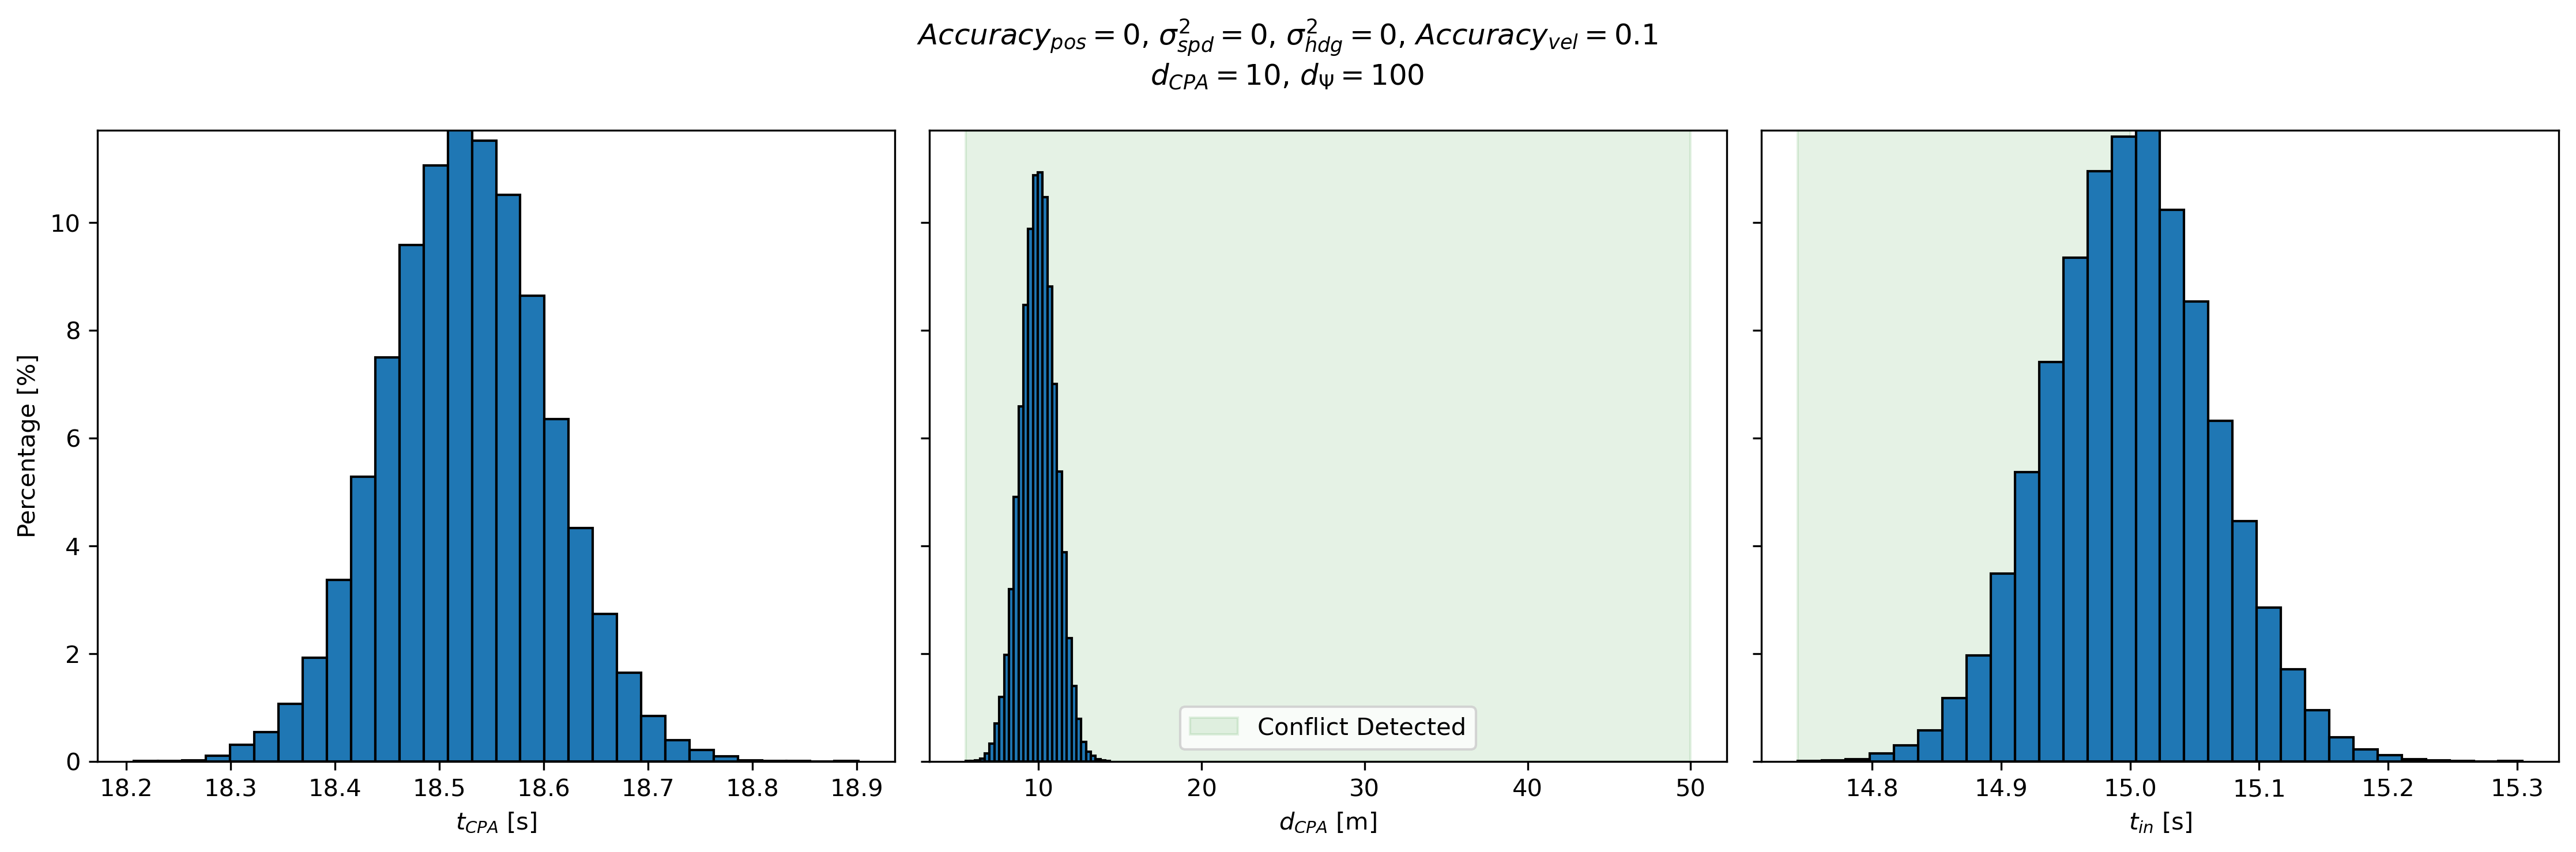 Accuracy_pos = 0, σ²_spd = 0, σ²_hdg = 0, Accuracy_vel = 0.1
d_CPA = 10, d_Ψ = 100
Percentage [%]
10
8
6
4
2
0
18.2 18.3 18.4 18.5 18.6 18.7 18.8 18.9
t_CPA [s]
Conflict Detected
10 20 30 40 50
d_CPA [m]
14.8 14.9 15.0 15.1 15.2 15.3
t_in [s]